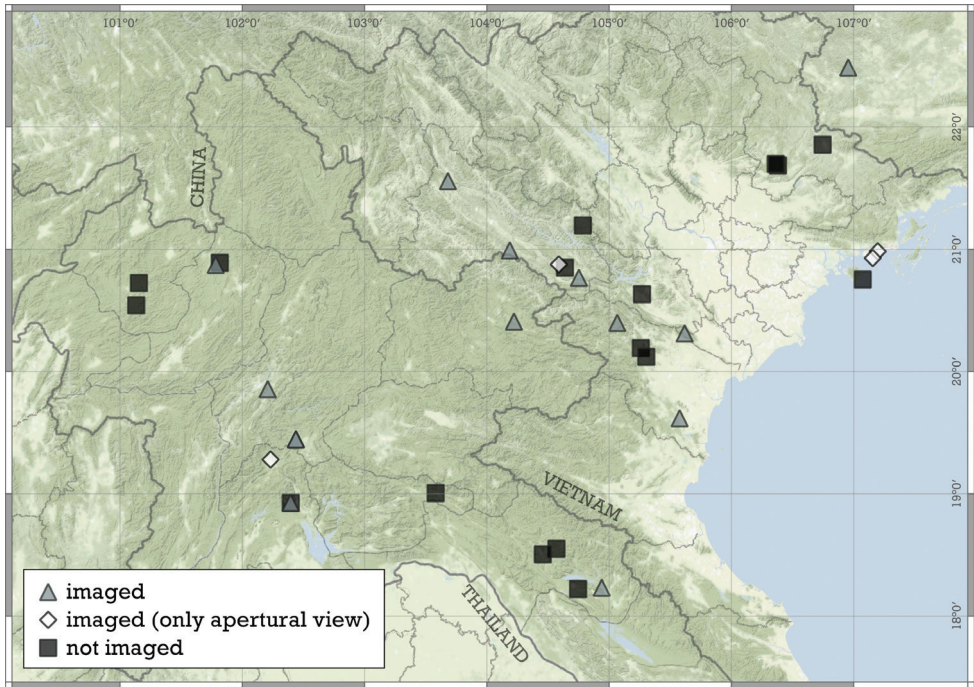 101°0′ 102°0′ 103°0′ 104°0′ 105°0′ 106°0′ 107°0′
22°0′
CHINA
21°0′
20°0′
19°0′
VIETNAM
18°0′
THAILAND
imaged
imaged (only apertural view)
not imaged